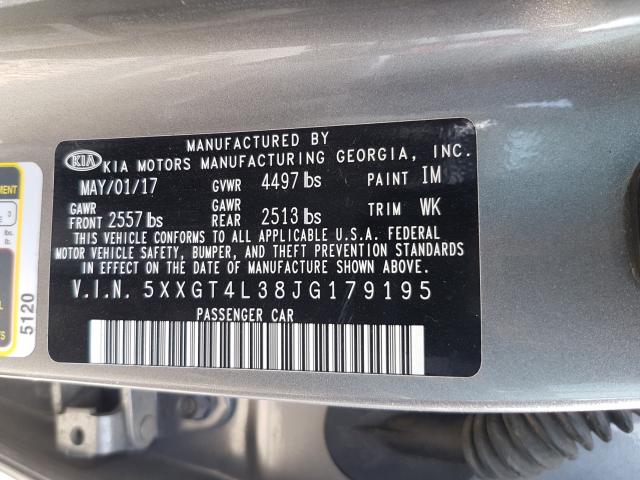 MANUFACTURED BY
KIA KIA MOTORS MANUFACTURING GEORGIA, INC.
MAY/01/17 GVWR 4497 lbs PAINT IM
GAWR FRONT 2557 lbs GAWR REAR 2513 lbs TRIM WK
THIS VEHICLE CONFORMS TO ALL APPLICABLE U.S.A. FEDERAL
MOTOR VEHICLE SAFETY, BUMPER, AND THEFT PREVENTION STANDARDS
IN EFFECT ON THE DATE OF MANUFACTURE SHOWN ABOVE.
V.I.N. 5XXGT4L38JG179195
PASSENGER CAR
5120